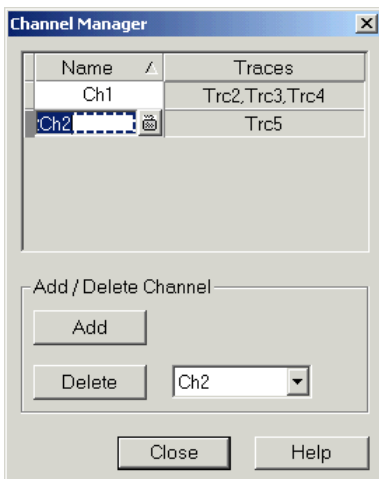 Channel Manager
Name Traces
Ch1 Trc2,Trc3,Trc4
Ch2 Trc5
Add / Delete Channel
Add
Delete Ch2
Close Help